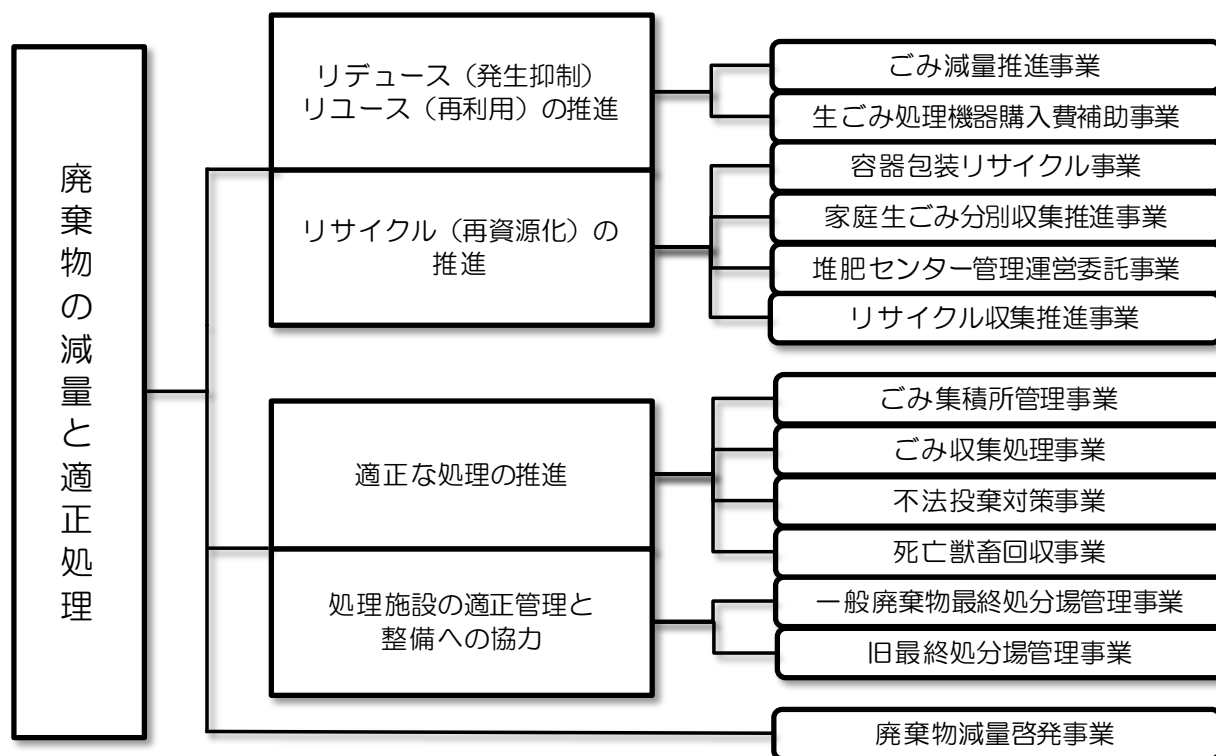 廃棄物の減量と適正処理
リデュース（発生抑制）
リユース（再利用）の推進
ごみ減量推進事業
生ごみ処理機器購入費補助事業
リサイクル（再資源化）の
推進
容器包装リサイクル事業
家庭生ごみ分別収集推進事業
堆肥センター管理運営委託事業
リサイクル収集推進事業
適正な処理の推進
ごみ集積所管理事業
ごみ収集処理事業
不法投棄対策事業
死亡獣畜回収事業
処理施設の適正管理と
整備への協力
一般廃棄物最終処分場管理事業
旧最終処分場管理事業
廃棄物減量啓発事業